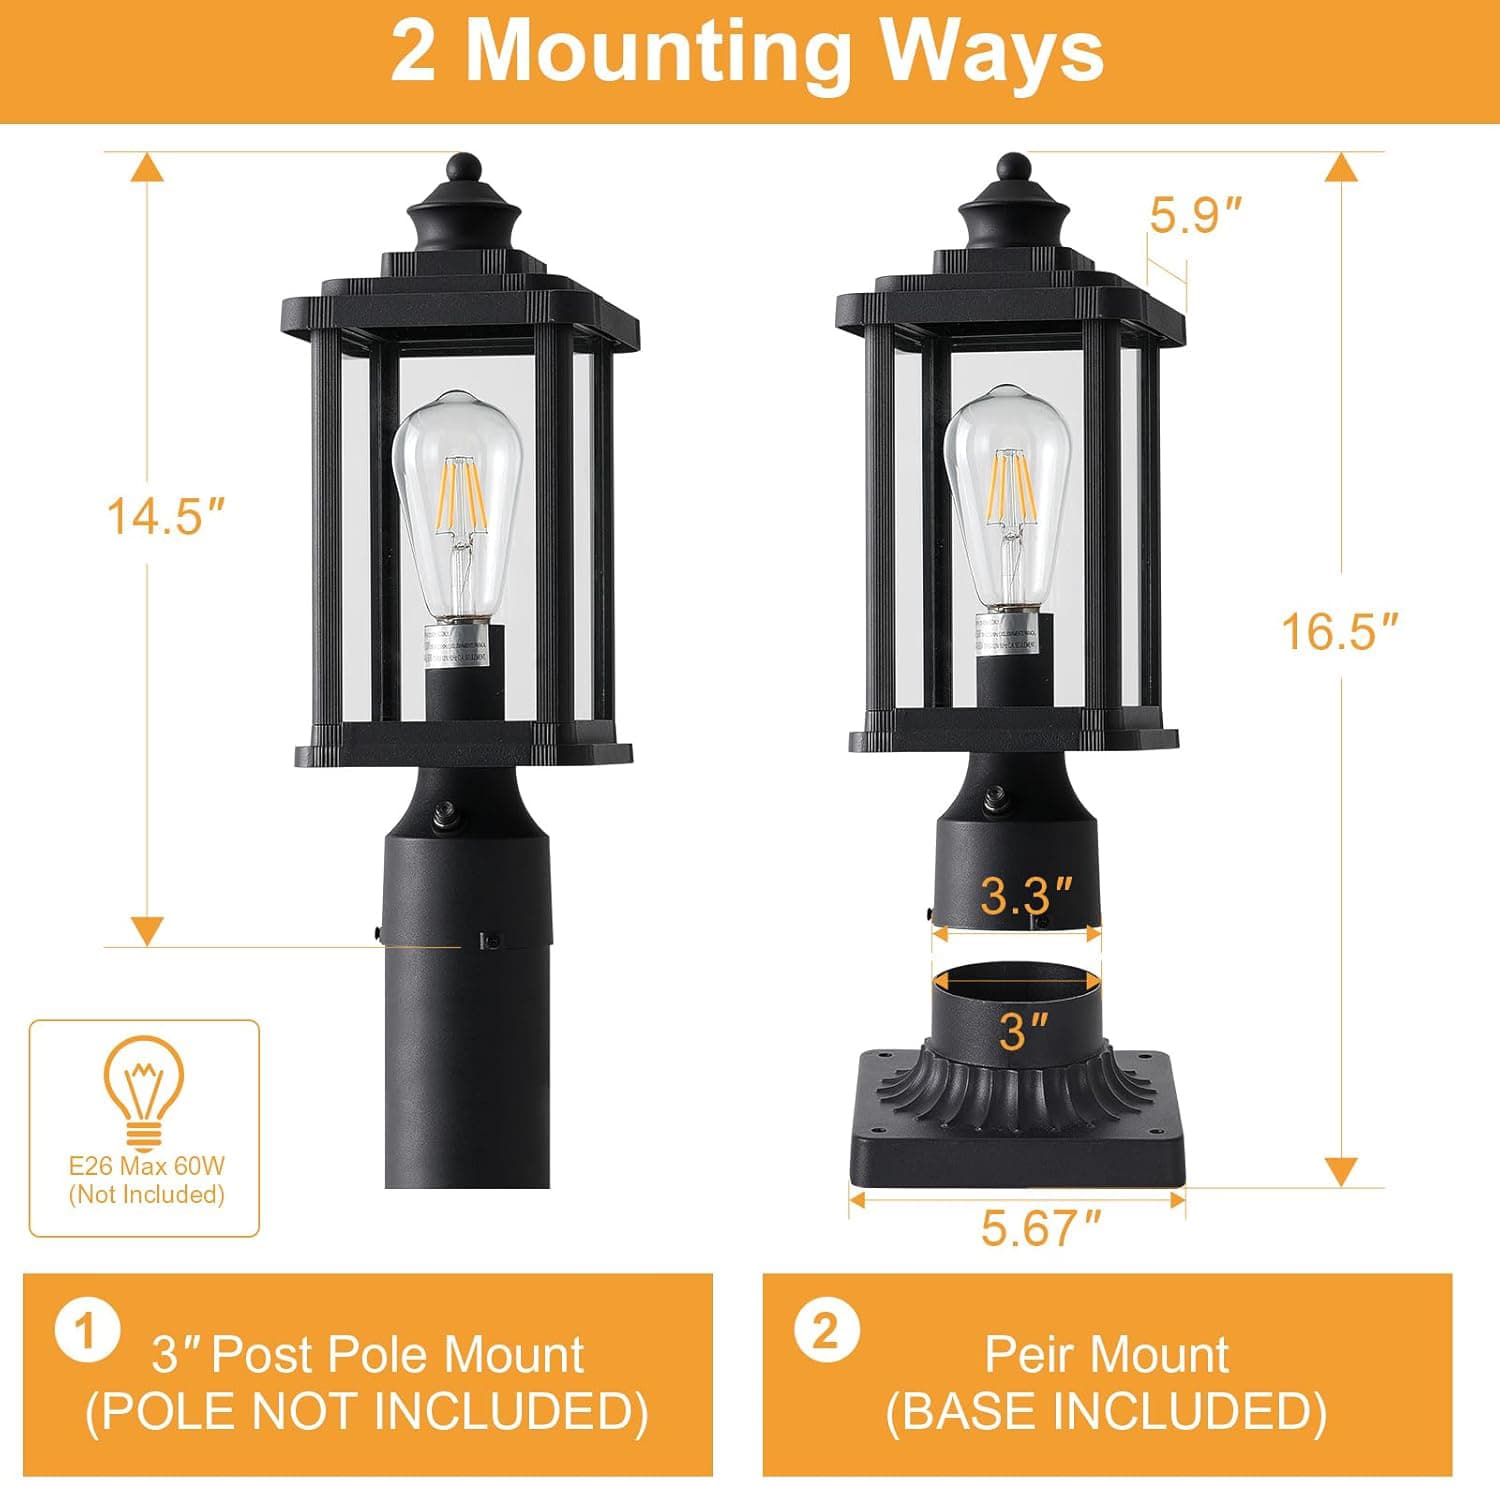 2 Mounting Ways
5.9"
14.5"
16.5"
3.3"
3"
E26 Max 60W
(Not Included)
5.67"
1
3" Post Pole Mount
(POLE NOT INCLUDED)
2
Peir Mount
(BASE INCLUDED)